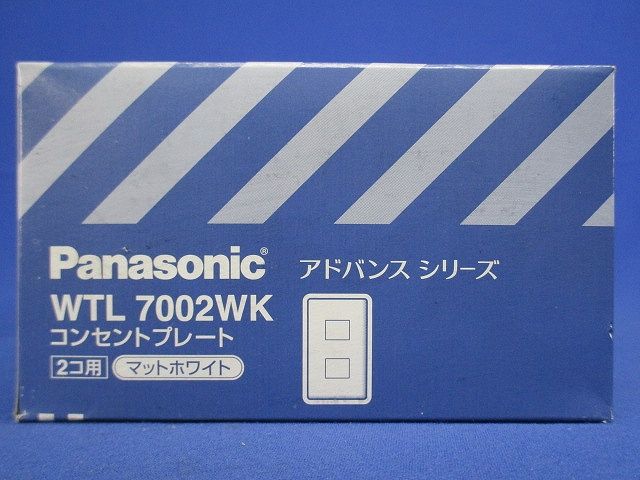 Panasonic®
アドバンス シリーズ
WTL 7002WK
コンセントプレート
2コ用 マットホワイト